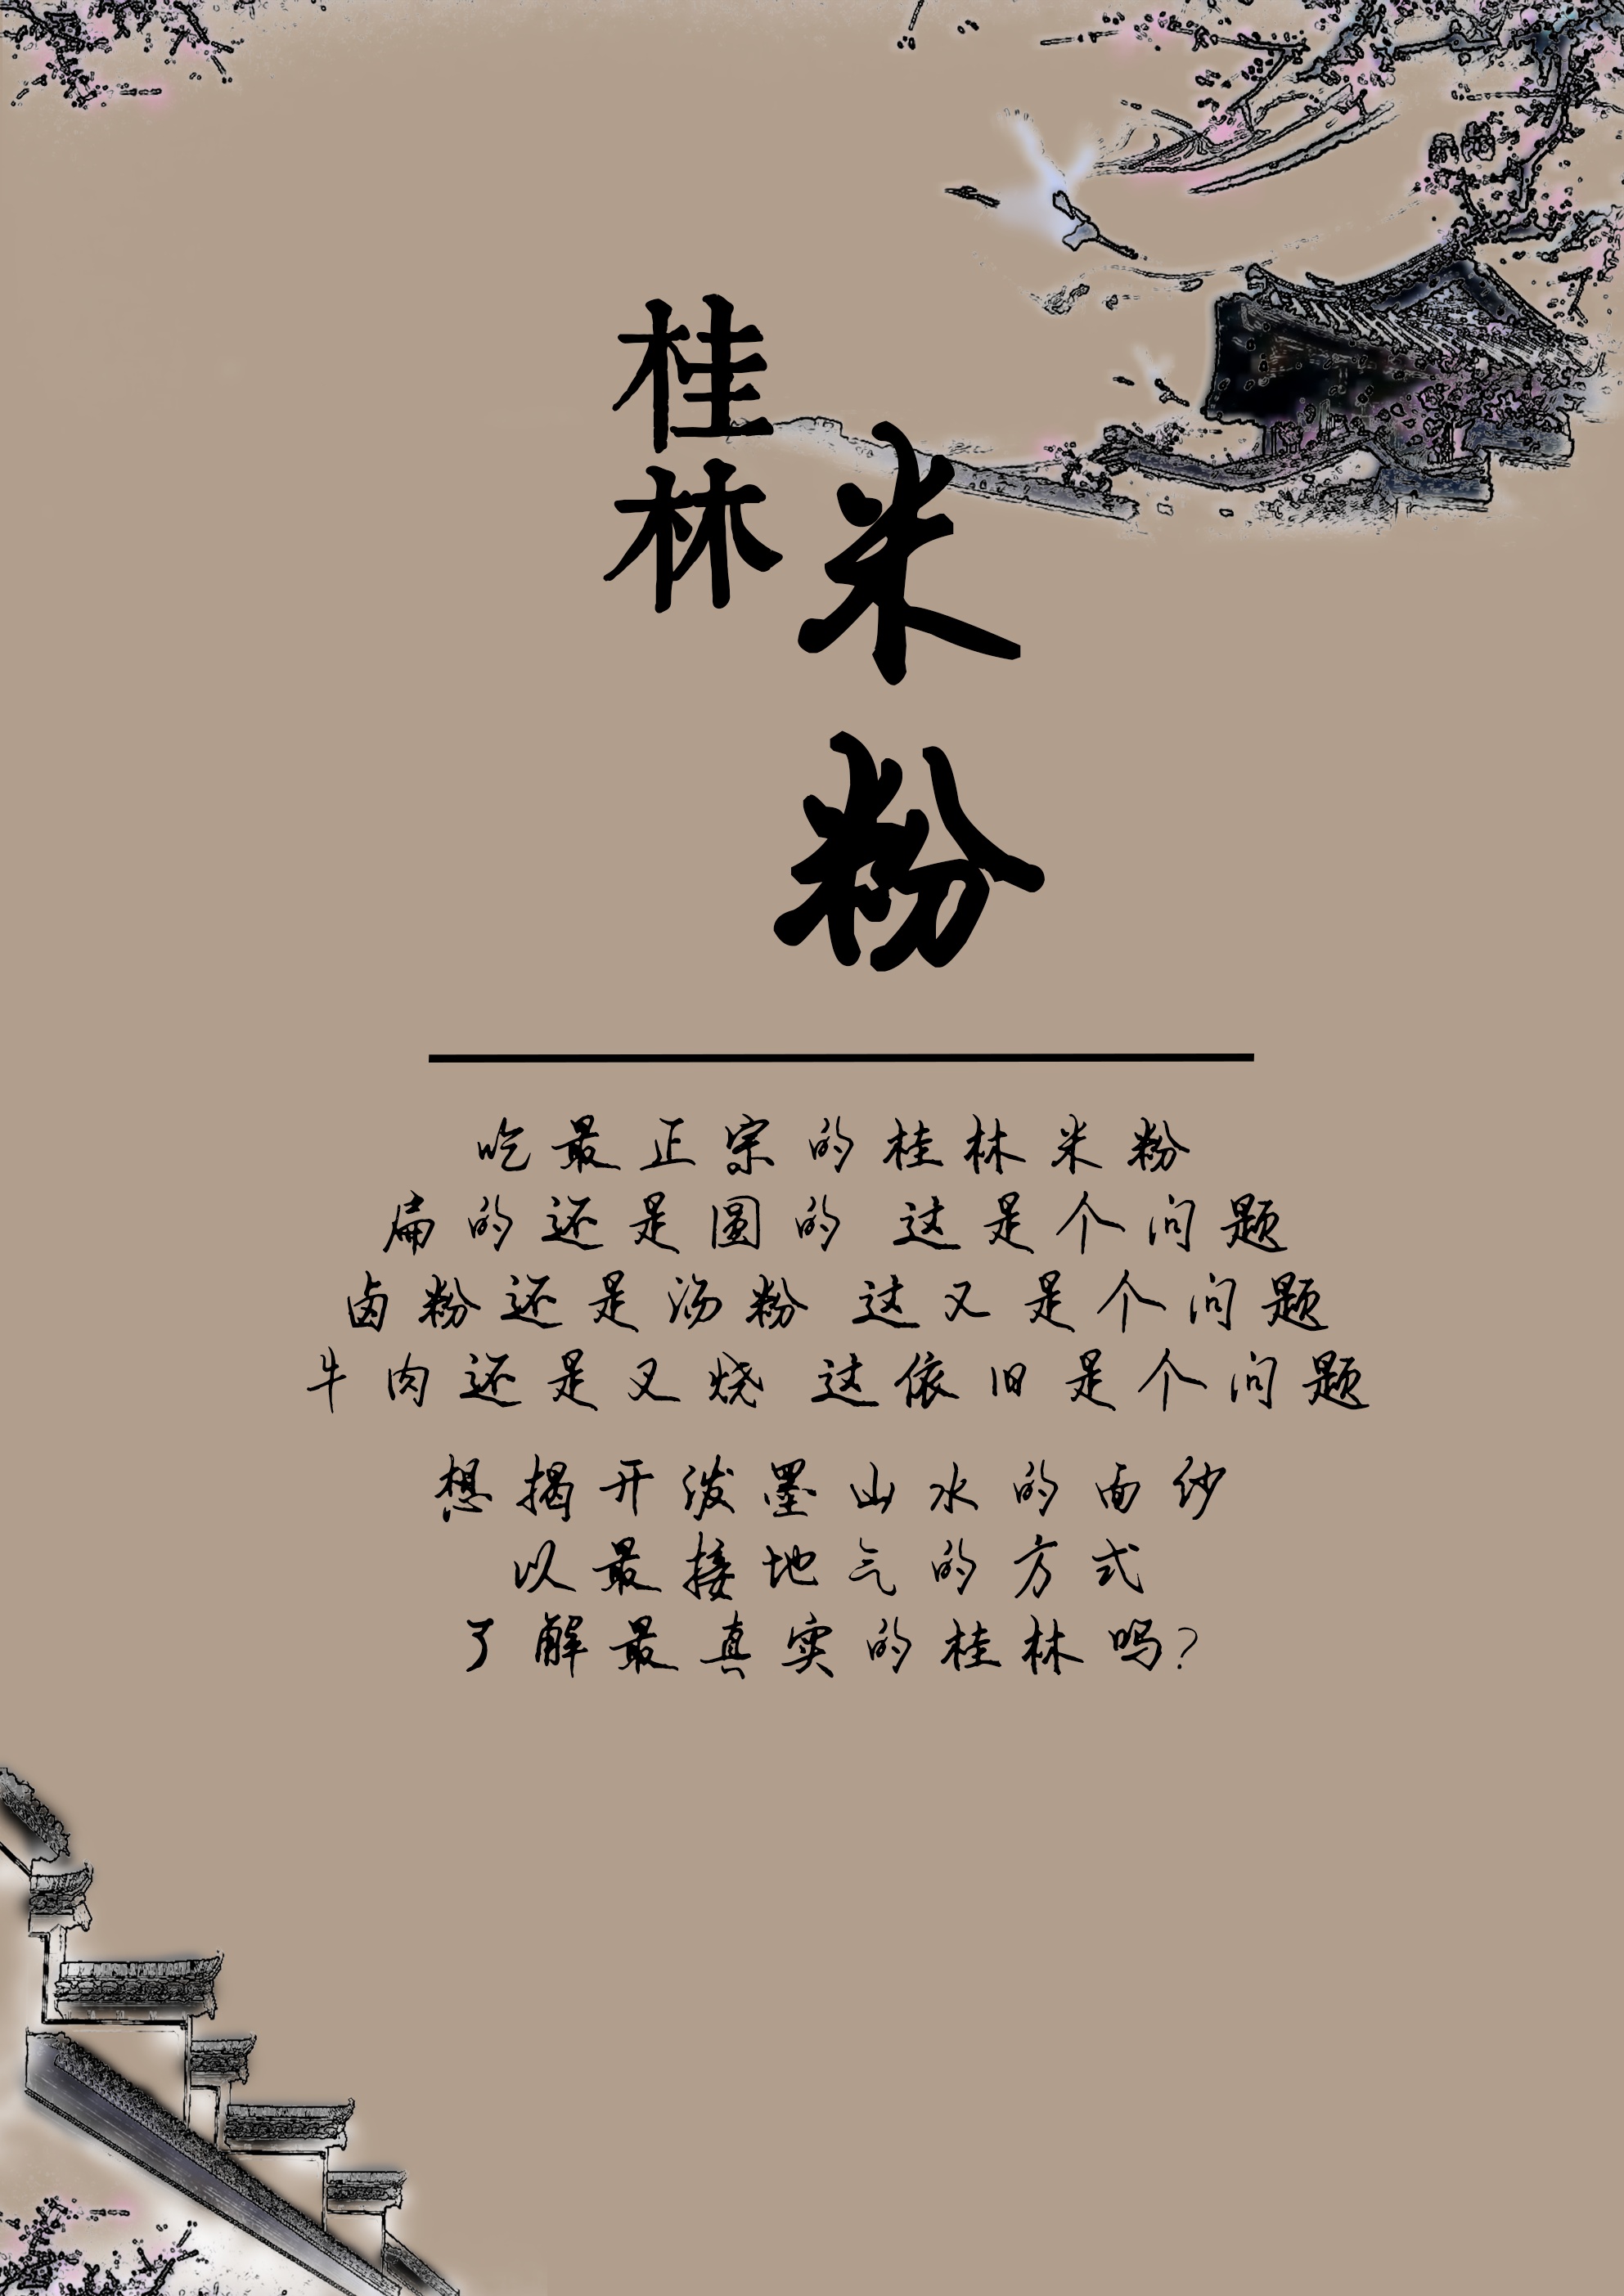 桂林
米粉
吃最正宗的桂林米粉
扁的还是圆的 这是个问题
卤粉还是汤粉 这又是个问题
牛肉还是叉烧 这依旧是个问题
想揭开泼墨山水的面纱
以最接地气的方式
了解最真实的桂林吗?